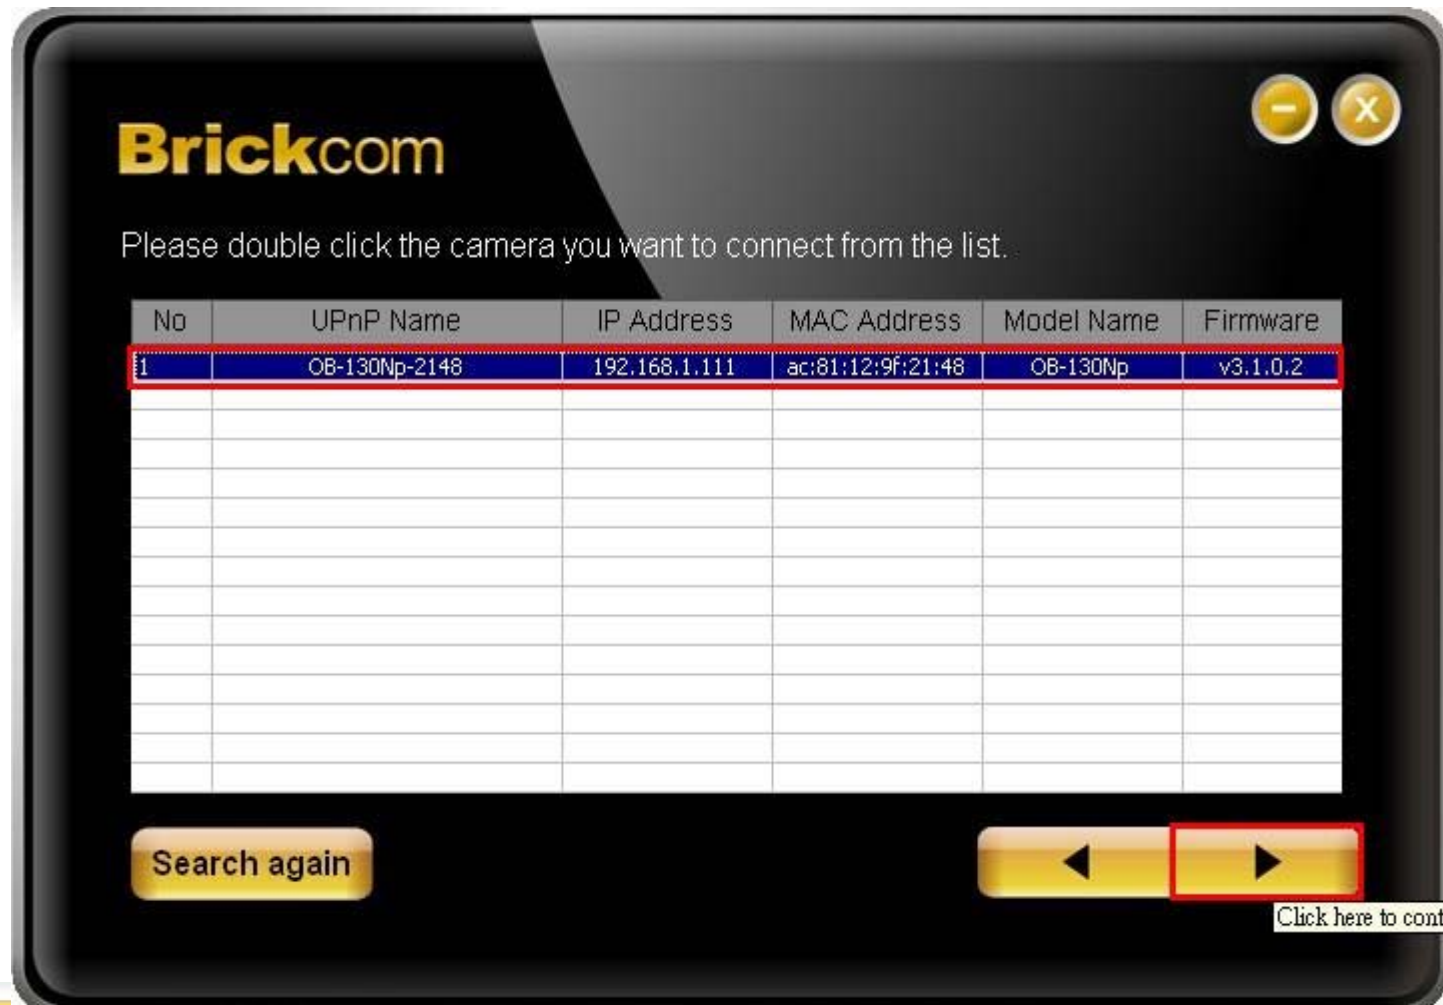 Brickcom
Please double click the camera you want to connect from the list.
No UPnP Name IP Address MAC Address Model Name Firmware
1 OB-130Np-2148 192.168.1.111 ac:81:12:9f:21:48 OB-130Np v3.1.0.2
Search again
Click here to cont